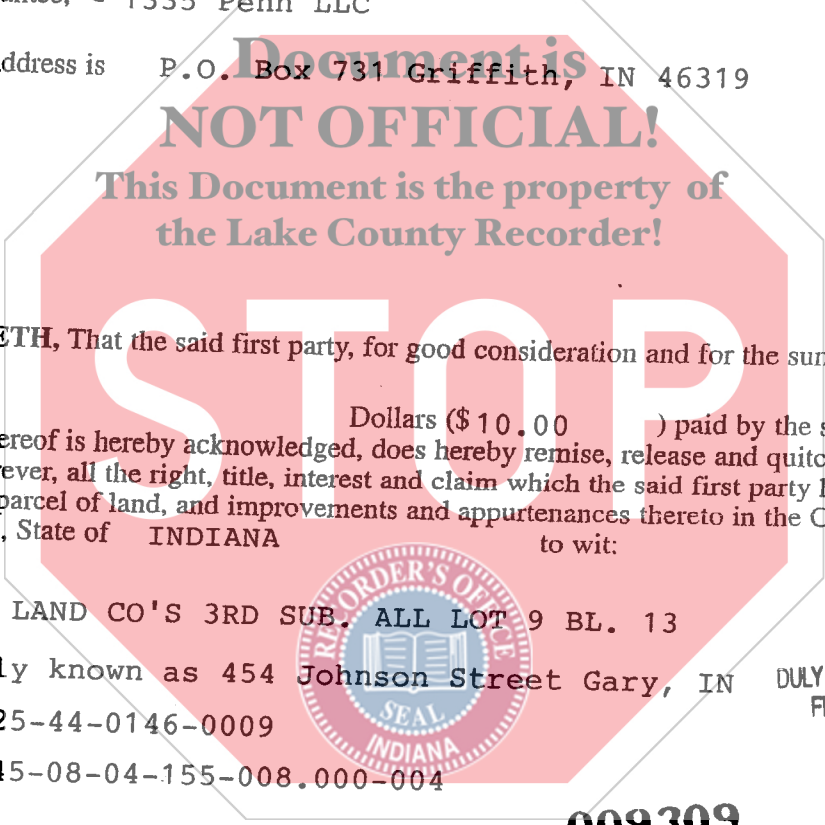 1335 Penn LLC
ddress is P.O. Box 731 Griffith, IN 46319
Document is
NOT OFFICIAL!
This Document is the property of
the Lake County Recorder!
STOP
ETH, That the said first party, for good consideration and for the sum
Dollars ($ 10.00 ) paid by the s
ereof is hereby acknowledged, does hereby remise, release and quitc
ever, all the right, title, interest and claim which the said first party h
parcel of land, and improvements and appurtenances thereto in the C
, State of INDIANA to wit:
LAND CO'S 3RD SUB. ALL LOT 9 BL. 13
ly known as 454 Johnson Street Gary, IN
DULY
25-44-0146-0009
45-08-04-155-008.000-004
RECORDER'S OFFICE
SEAL
INDIANA
009309